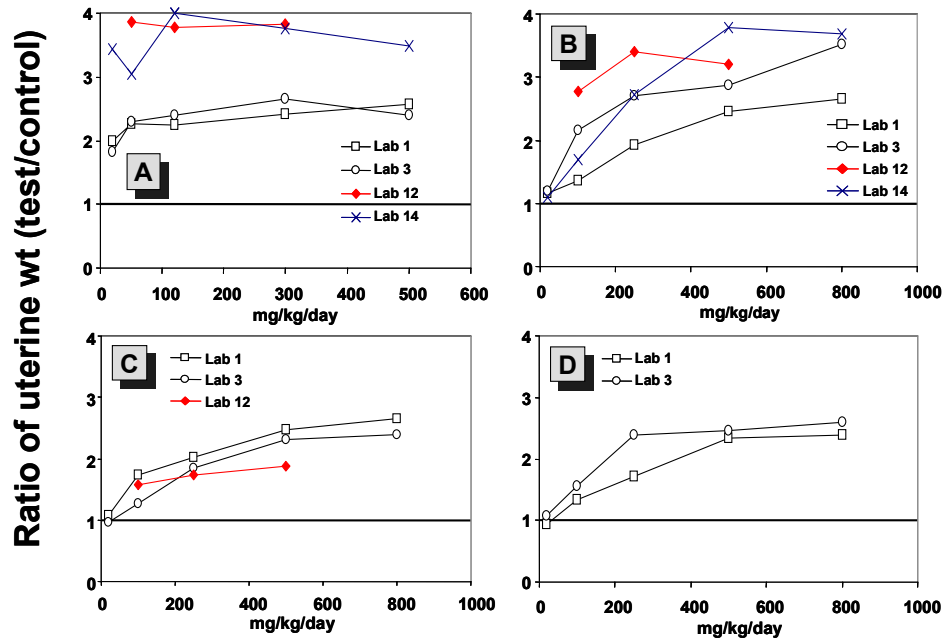 Ratio of uterine wt (test/control)
4
3
2
1
0
A
Lab 1
Lab 3
Lab 12
Lab 14
0 100 200 300 400 500 600
mg/kg/day
4
3
2
1
0
B
Lab 1
Lab 3
Lab 12
Lab 14
0 200 400 600 800 1000
mg/kg/day
4
3
2
1
0
C
Lab 1
Lab 3
Lab 12
0 200 400 600 800 1000
mg/kg/day
4
3
2
1
0
D
Lab 1
Lab 3
0 200 400 600 800 1000
mg/kg/day